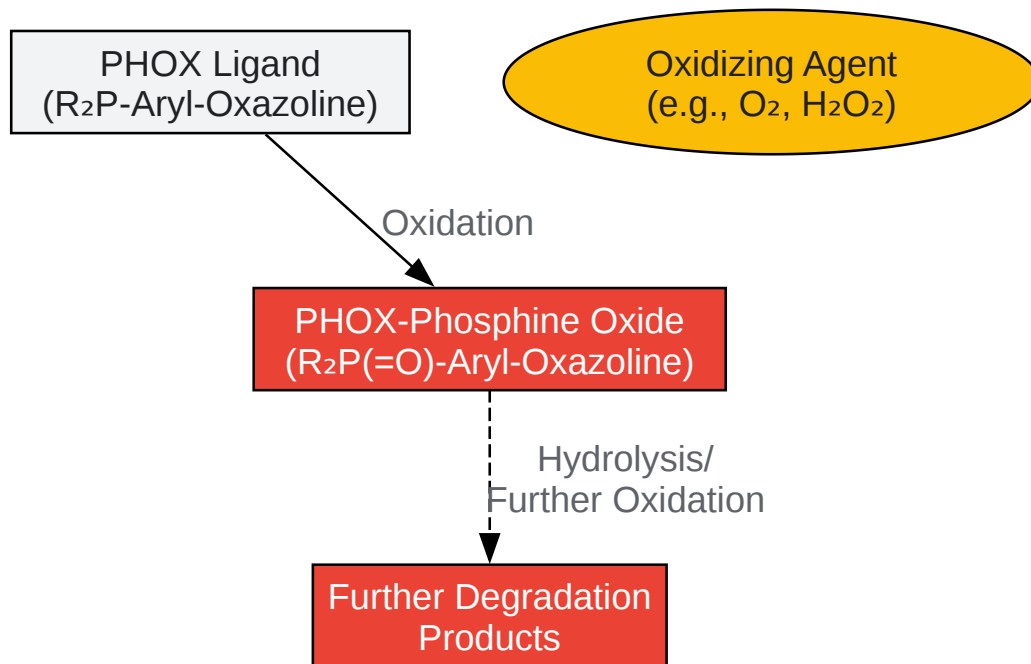 PHOX Ligand
(R₂P-Aryl-Oxazoline)
Oxidizing Agent
(e.g., O₂, H₂O₂)
Oxidation
PHOX-Phosphine Oxide
(R₂P(=O)-Aryl-Oxazoline)
Hydrolysis/
Further Oxidation
Further Degradation
Products